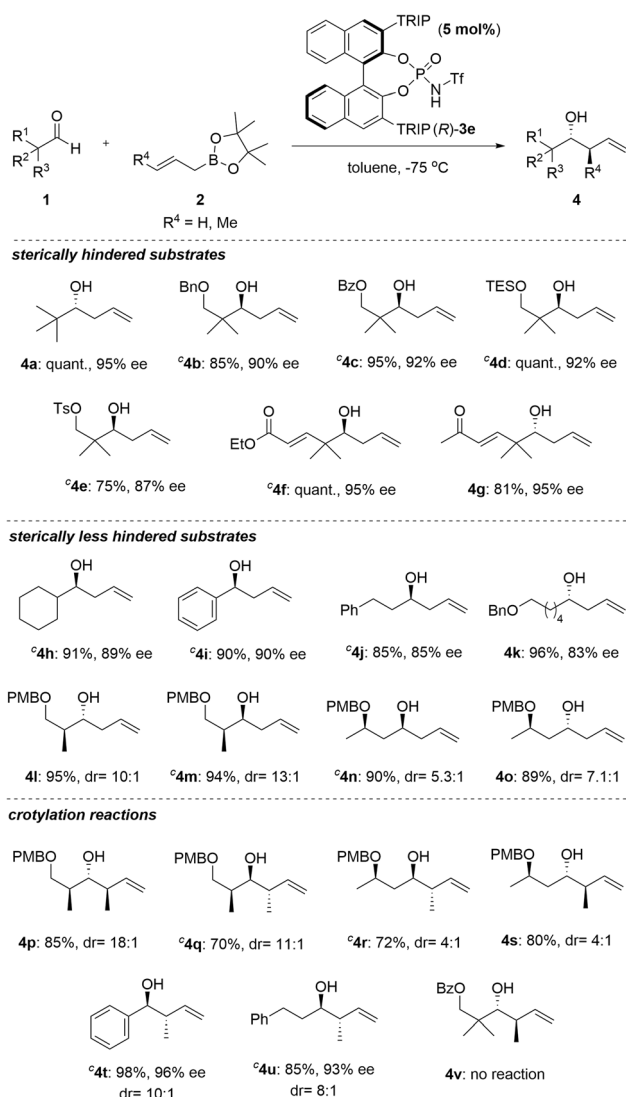 TRIP (5 mol%)
O
O P O
O NH Tf
TRIP (R)-3e
R1 O
R2 H
R3
1
+
R4 B O O
2
R4 = H, Me
toluene, -75 oC
OH
R1
R2
R3 R4
4
sterically hindered substrates
OH
BnO OH
BzO OH
TESO OH
4a: quant., 95% ee
c4b: 85%, 90% ee
c4c: 95%, 92% ee
c4d: quant., 92% ee
TsO OH
O OH
EtO
O OH
c4e: 75%, 87% ee
c4f: quant., 95% ee
4g: 81%, 95% ee
sterically less hindered substrates
OH
OH
Ph OH
BnO ( )4 OH
c4h: 91%, 89% ee
c4i: 90%, 90% ee
c4j: 85%, 85% ee
4k: 96%, 83% ee
PMBO OH
PMBO OH
PMBO OH
PMBO OH
4l: 95%, dr= 10:1
c4m: 94%, dr= 13:1
c4n: 90%, dr= 5.3:1
4o: 89%, dr= 7.1:1
crotylation reactions
PMBO OH
PMBO OH
PMBO OH
PMBO OH
4p: 85%, dr= 18:1
c4q: 70%, dr= 11:1
c4r: 72%, dr= 4:1
4s: 80%, dr= 4:1
OH
Ph OH
BzO OH
c4t: 98%, 96% ee
dr= 10:1
c4u: 85%, 93% ee
dr= 8:1
4v: no reaction